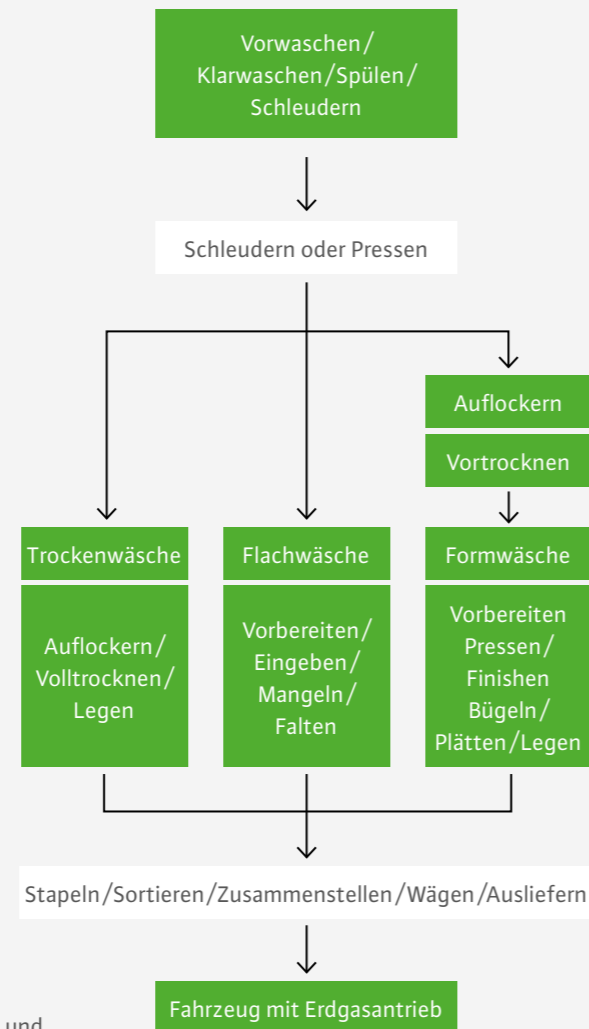 Vorwaschen/
Klarwaschen/Spülen/
Schleudern
Schleudern oder Pressen
Auflockern
Vortrocknen
Trockenwäsche
Flachwäsche
Formwäsche
Auflockern/
Volltrocknen/
Legen
Vorbereiten/
Eingeben/
Mangeln/
Falten
Vorbereiten
Pressen/
Finishen
Bügeln/
Plätten/Legen
Stapeln/Sortieren/Zusammenstellen/Wägen/Ausliefern
Fahrzeug mit Erdgasantrieb
und